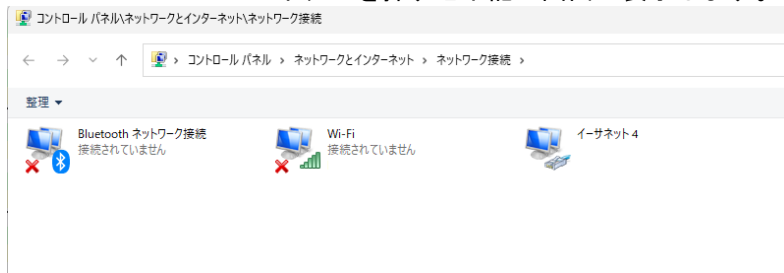 コントロール パネル\ネットワークとインターネット\ネットワーク接続
コントロール パネル › ネットワークとインターネット › ネットワーク接続 ›
整理
Bluetooth ネットワーク接続
接続されていません
Wi-Fi
接続されていません
イーサネット 4